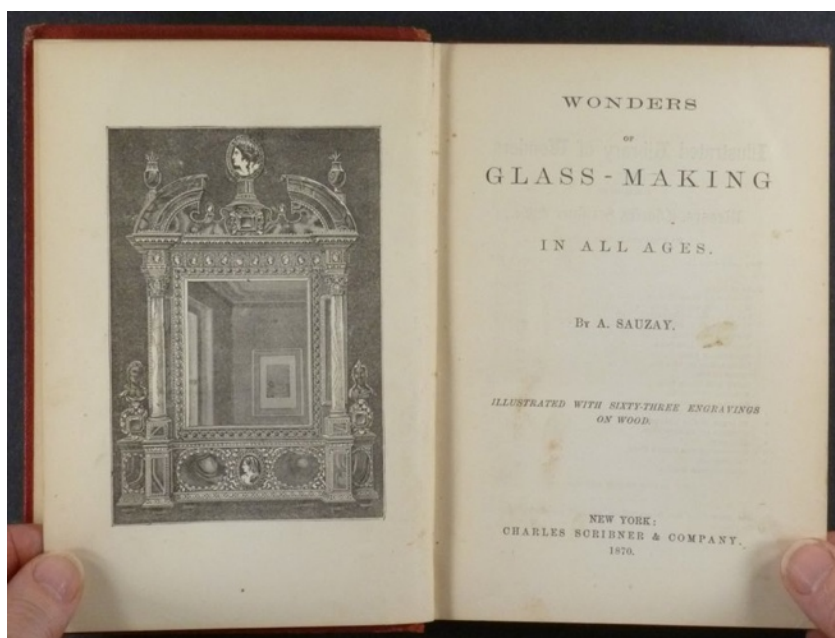 WONDERS
OF
GLASS-MAKING
IN ALL AGES.
By A. SAUZAY.
ILLUSTRATED WITH SIXTY-THREE ENGRAVINGS
ON WOOD.
NEW YORK:
CHARLES SCRIBNER & COMPANY.
1870.